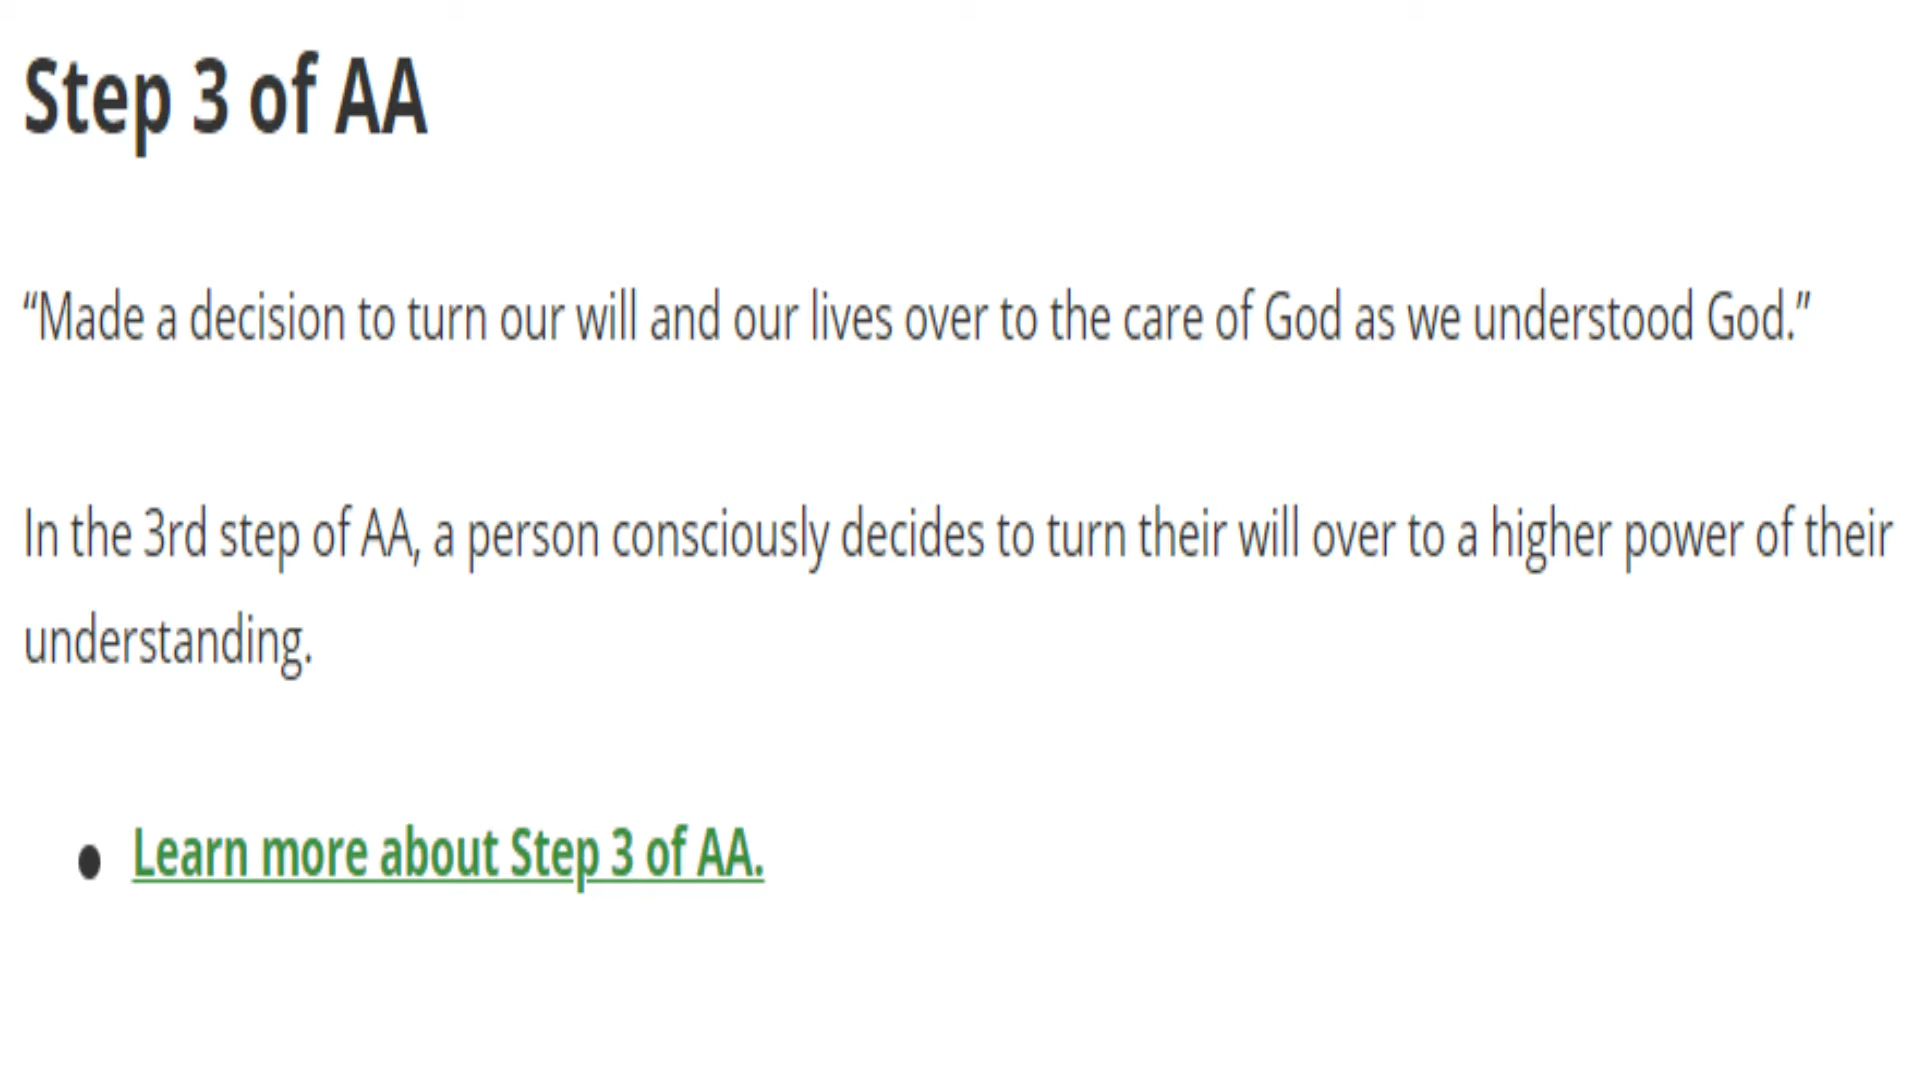 Step 3 of AA
“Made a decision to turn our will and our lives over to the care of God as we understood God.”
In the 3rd step of AA, a person consciously decides to turn their will over to a higher power of their
understanding.
• Learn more about Step 3 of AA.